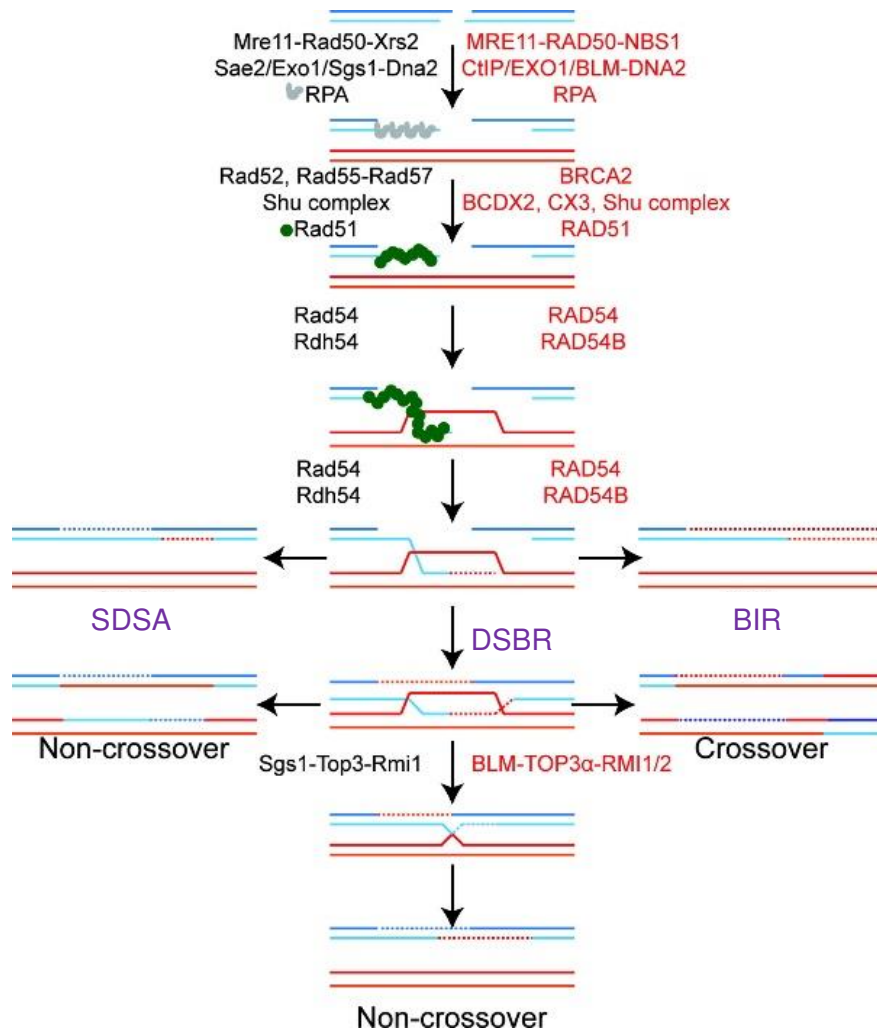 Mre11-Rad50-Xrs2 MRE11-RAD50-NBS1
Sae2/Exo1/Sgs1-Dna2 CtIP/EXO1/BLM-DNA2
RPA RPA
Rad52, Rad55-Rad57 BRCA2
Shu complex BCDX2, CX3, Shu complex
Rad51 RAD51
Rad54 RAD54
Rdh54 RAD54B
Rad54 RAD54
Rdh54 RAD54B
SDSA DSBR BIR
Non-crossover Crossover
Sgs1-Top3-Rmi1 BLM-TOP3α-RMI1/2
Non-crossover